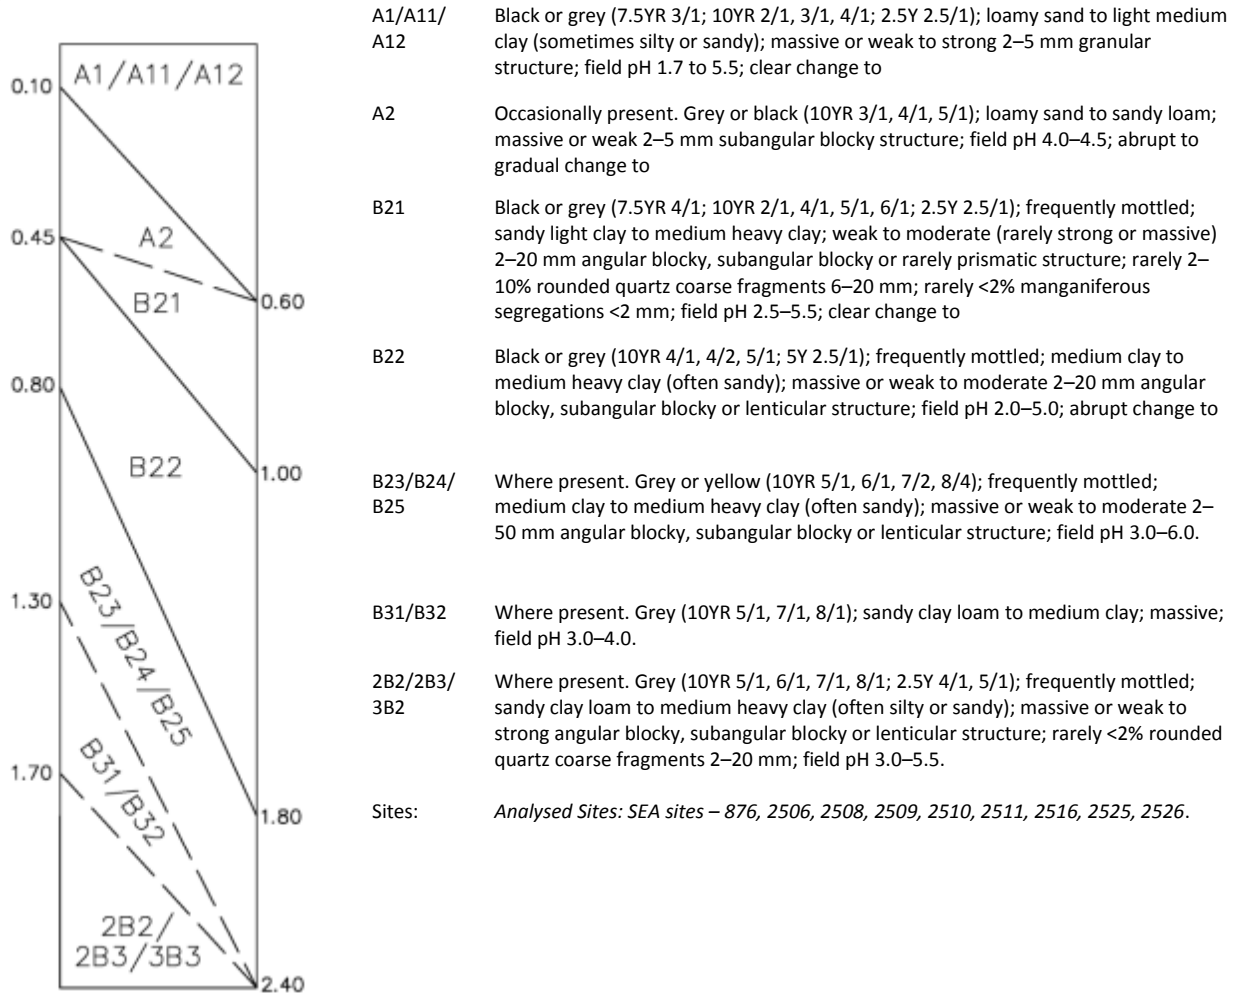 A1/A11/A12
0.10
0.45
A2
B21
0.60
0.80
B22
1.00
1.30
B23/B24/B25
1.70
B31/B32
1.80
2B2/
2B3/3B3
2.40
A1/A11/
A12
Black or grey (7.5YR 3/1; 10YR 2/1, 3/1, 4/1; 2.5Y 2.5/1); loamy sand to light medium
clay (sometimes silty or sandy); massive or weak to strong 2–5 mm granular
structure; field pH 1.7 to 5.5; clear change to
A2
Occasionally present. Grey or black (10YR 3/1, 4/1, 5/1); loamy sand to sandy loam;
massive or weak 2–5 mm subangular blocky structure; field pH 4.0–4.5; abrupt to
gradual change to
B21
Black or grey (7.5YR 4/1; 10YR 2/1, 4/1, 5/1, 6/1; 2.5Y 2.5/1); frequently mottled;
sandy light clay to medium heavy clay; weak to moderate (rarely strong or massive)
2–20 mm angular blocky, subangular blocky or rarely prismatic structure; rarely 2–
10% rounded quartz coarse fragments 6–20 mm; rarely <2% manganiferous
segregations <2 mm; field pH 2.5–5.5; clear change to
B22
Black or grey (10YR 4/1, 4/2, 5/1; 5Y 2.5/1); frequently mottled; medium clay to
medium heavy clay (often sandy); massive or weak to moderate 2–20 mm angular
blocky, subangular blocky or lenticular structure; field pH 2.0–5.0; abrupt change to
B23/B24/
B25
Where present. Grey or yellow (10YR 5/1, 6/1, 7/2, 8/4); frequently mottled;
medium clay to medium heavy clay (often sandy); massive or weak to moderate 2–
50 mm angular blocky, subangular blocky or lenticular structure; field pH 3.0–6.0.
B31/B32
Where present. Grey (10YR 5/1, 7/1, 8/1); sandy clay loam to medium clay; massive;
field pH 3.0–4.0.
2B2/2B3/
3B2
Where present. Grey (10YR 5/1, 6/1, 7/1, 8/1; 2.5Y 4/1, 5/1); frequently mottled;
sandy clay loam to medium heavy clay (often silty or sandy); massive or weak to
strong angular blocky, subangular blocky or lenticular structure; rarely <2% rounded
quartz coarse fragments 2–20 mm; field pH 3.0–5.5.
Sites:
Analysed Sites: SEA sites – 876, 2506, 2508, 2509, 2510, 2511, 2516, 2525, 2526.